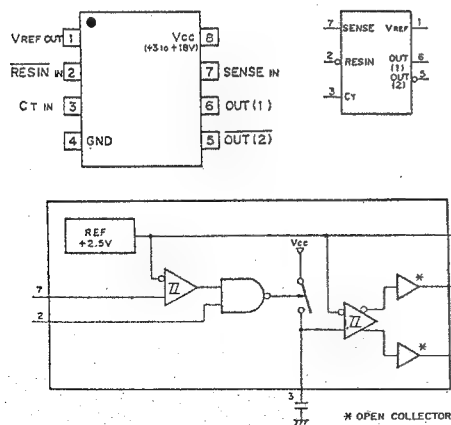 VREF OUT 1
RESIN IN 2
CT IN 3
4 GND
VCC 8
(+3 to +18V)
7 SENSE IN
6 OUT(1)
5 OUT(2)
7 SENSE VREF 1
2 RESIN OUT 6
(1)
OUT 5
(2)
3 CT
REF
+2.5V
Vcc
7
2
3
*
*
* OPEN COLLECTOR